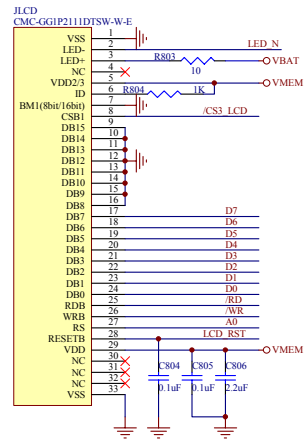 JLCD
CMC-GG1P2111DTSW-W-E
VSS 1
LED- 2 LED_N
LED+ 3 R803 10 VBAT
NC 4
VDD2/3 5 VMEM
ID 6 R804 1K
BM1(8bit/16bit) 7
CSB1 8 /CS3_LCD
DB15 9
DB14 10
DB13 11
DB12 12
DB11 13
DB10 14
DB9 15
DB8 16
DB7 17 D7
DB6 18 D6
DB5 19 D5
DB4 20 D4
DB3 21 D3
DB2 22 D2
DB1 23 D1
DB0 24 D0
RDB 25 /RD
WRB 26 /WR
RS 27 A0
RESETB 28 LCD_RST
VDD 29 VMEM
NC 30
NC 31
NC 32
VSS 33
C804 C805 C806
0.1uF 0.1uF 2.2uF